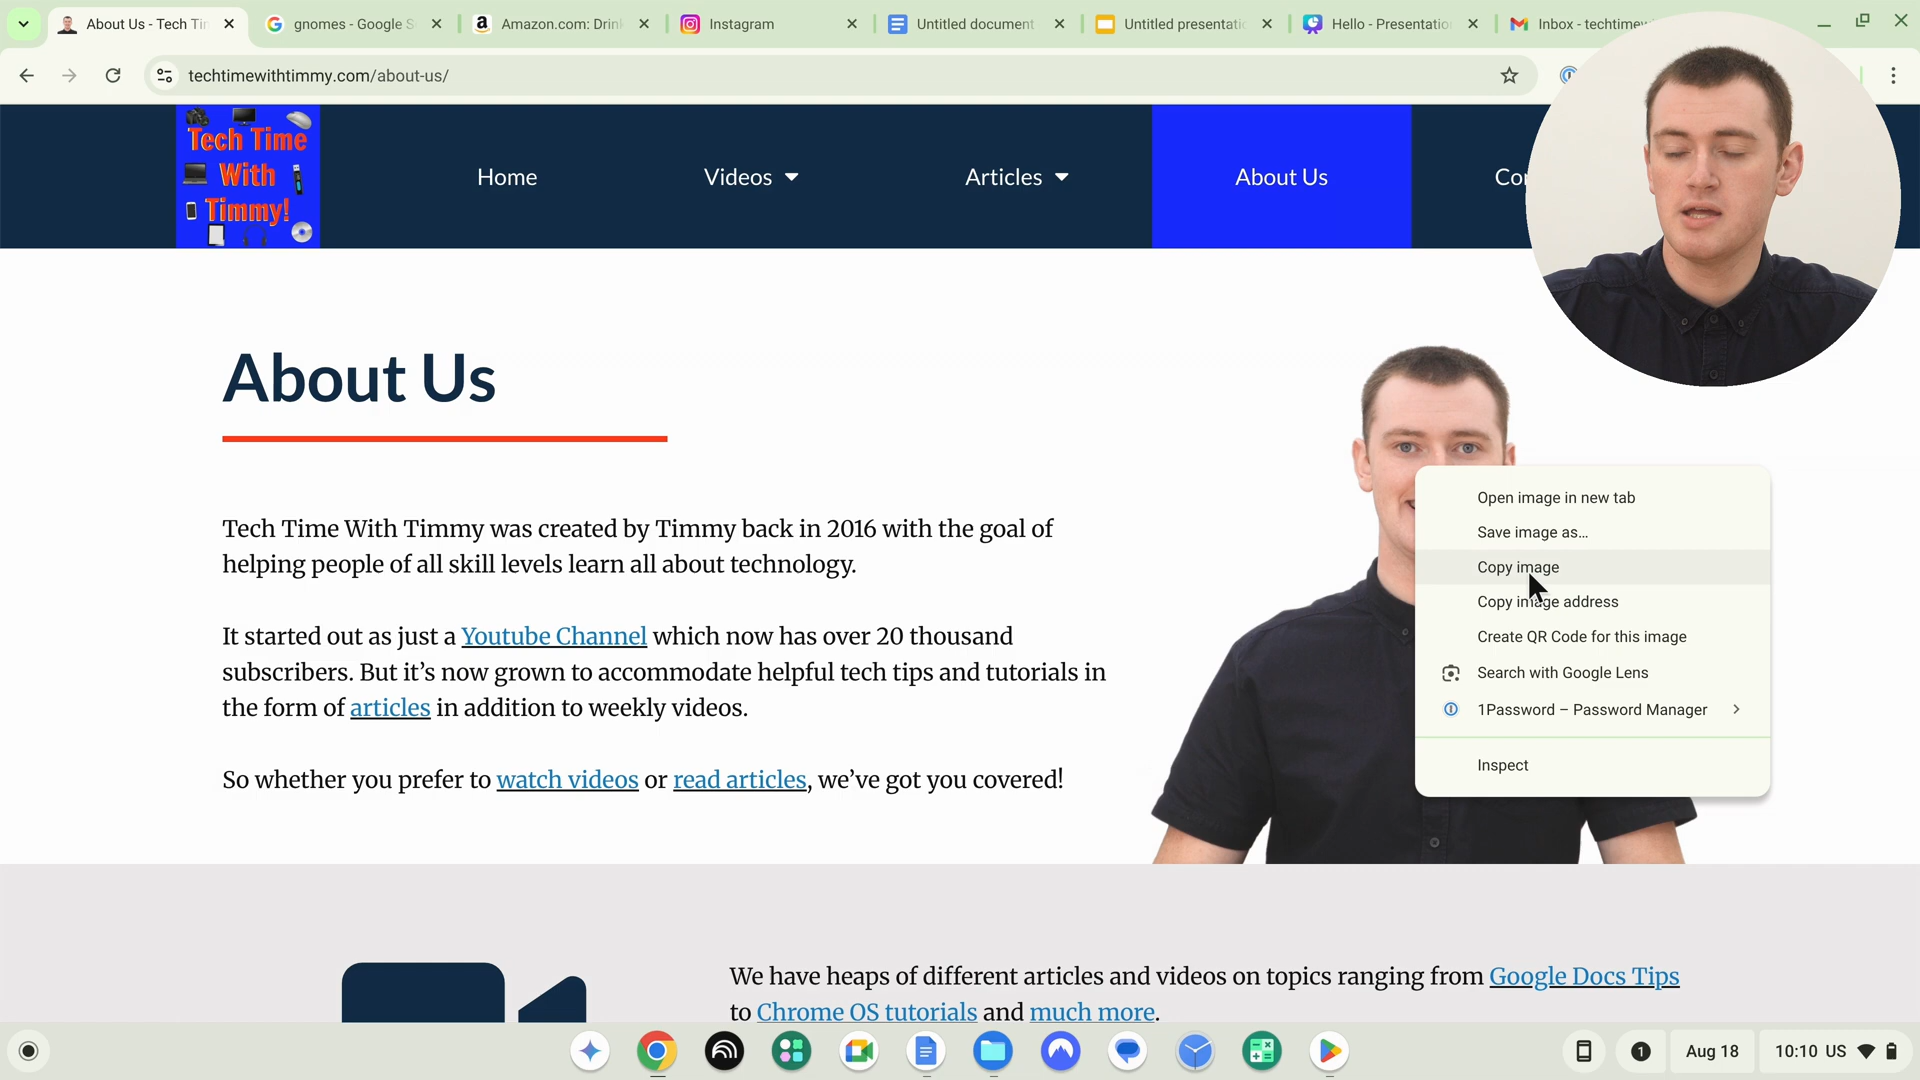 About Us - Tech Ti
gnomes - Google S
Amazon.com: Drin
Instagram
Untitled document
Untitled presentati
Hello - Presentatio
Inbox - techtimew
techtimewithtimmy.com/about-us/
Tech Time
With
Timmy!
Home
Videos
Articles
About Us
Con
About Us
Tech Time With Timmy was created by Timmy back in 2016 with the goal of
helping people of all skill levels learn all about technology.
It started out as just a Youtube Channel which now has over 20 thousand
subscribers. But it’s now grown to accommodate helpful tech tips and tutorials in
the form of articles in addition to weekly videos.
So whether you prefer to watch videos or read articles, we’ve got you covered!
Open image in new tab
Save image as…
Copy image
Copy image address
Create QR Code for this image
Search with Google Lens
1Password – Password Manager
Inspect
We have heaps of different articles and videos on topics ranging from Google Docs Tips
to Chrome OS tutorials and much more.
1
Aug 18
10:10 US